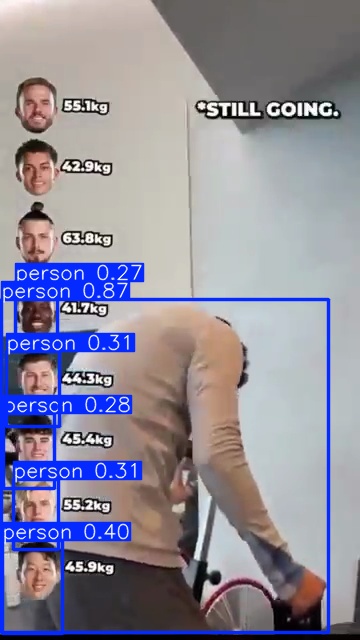 55.1kg
*STILL GOING.
42.9kg
63.8kg
person 0.27
person 0.87
41.7kg
person 0.31
44.3kg
person 0.28
45.4kg
person 0.31
55.2kg
person 0.40
45.9kg